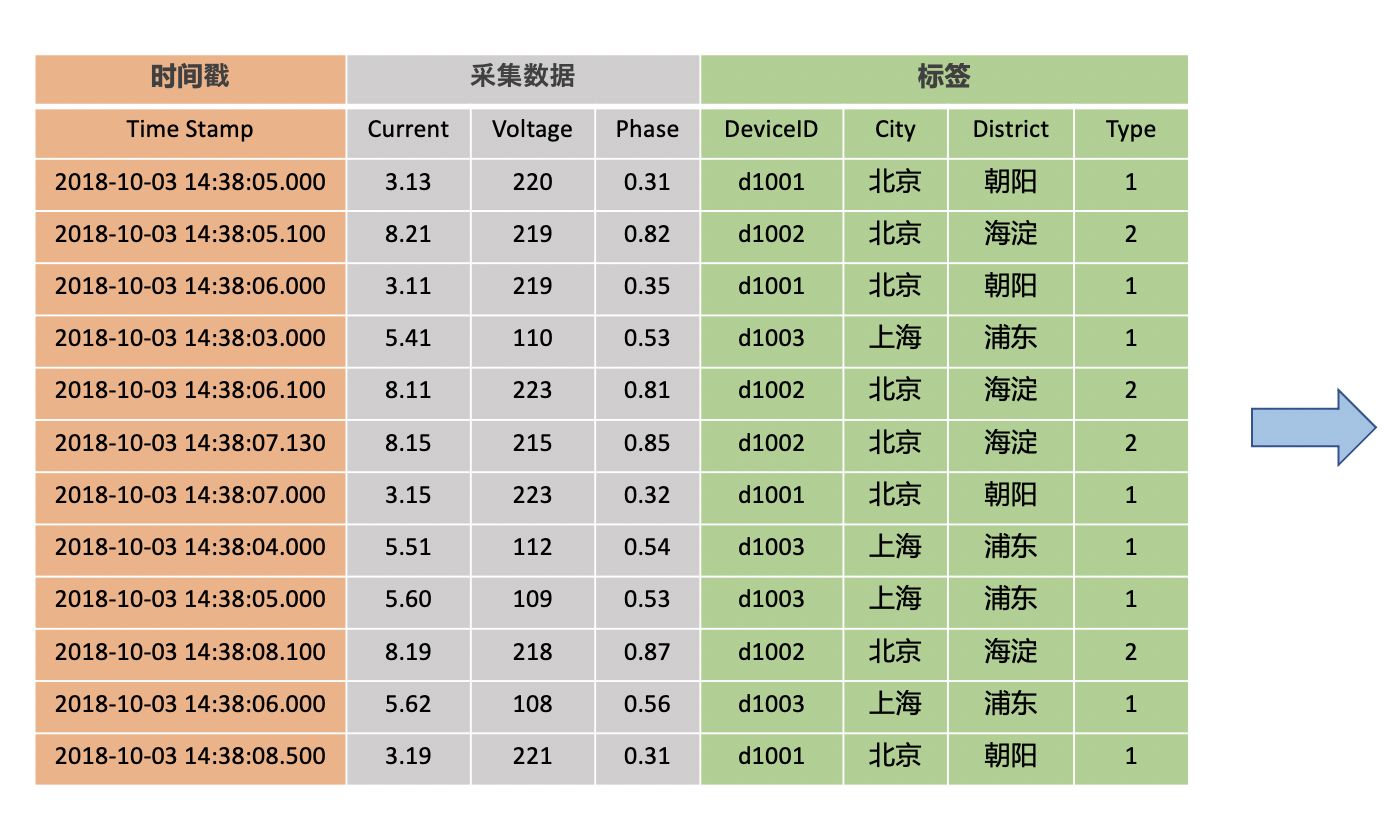 时间戳 采集数据 标签
Time Stamp Current Voltage Phase DeviceID City District Type
2018-10-03 14:38:05.000 3.13 220 0.31 d1001 北京 朝阳 1
2018-10-03 14:38:05.100 8.21 219 0.82 d1002 北京 海淀 2
2018-10-03 14:38:06.000 3.11 219 0.35 d1001 北京 朝阳 1
2018-10-03 14:38:03.000 5.41 110 0.53 d1003 上海 浦东 1
2018-10-03 14:38:06.100 8.11 223 0.81 d1002 北京 海淀 2
2018-10-03 14:38:07.130 8.15 215 0.85 d1002 北京 海淀 2
2018-10-03 14:38:07.000 3.15 223 0.32 d1001 北京 朝阳 1
2018-10-03 14:38:04.000 5.51 112 0.54 d1003 上海 浦东 1
2018-10-03 14:38:05.000 5.60 109 0.53 d1003 上海 浦东 1
2018-10-03 14:38:08.100 8.19 218 0.87 d1002 北京 海淀 2
2018-10-03 14:38:06.000 5.62 108 0.56 d1003 上海 浦东 1
2018-10-03 14:38:08.500 3.19 221 0.31 d1001 北京 朝阳 1